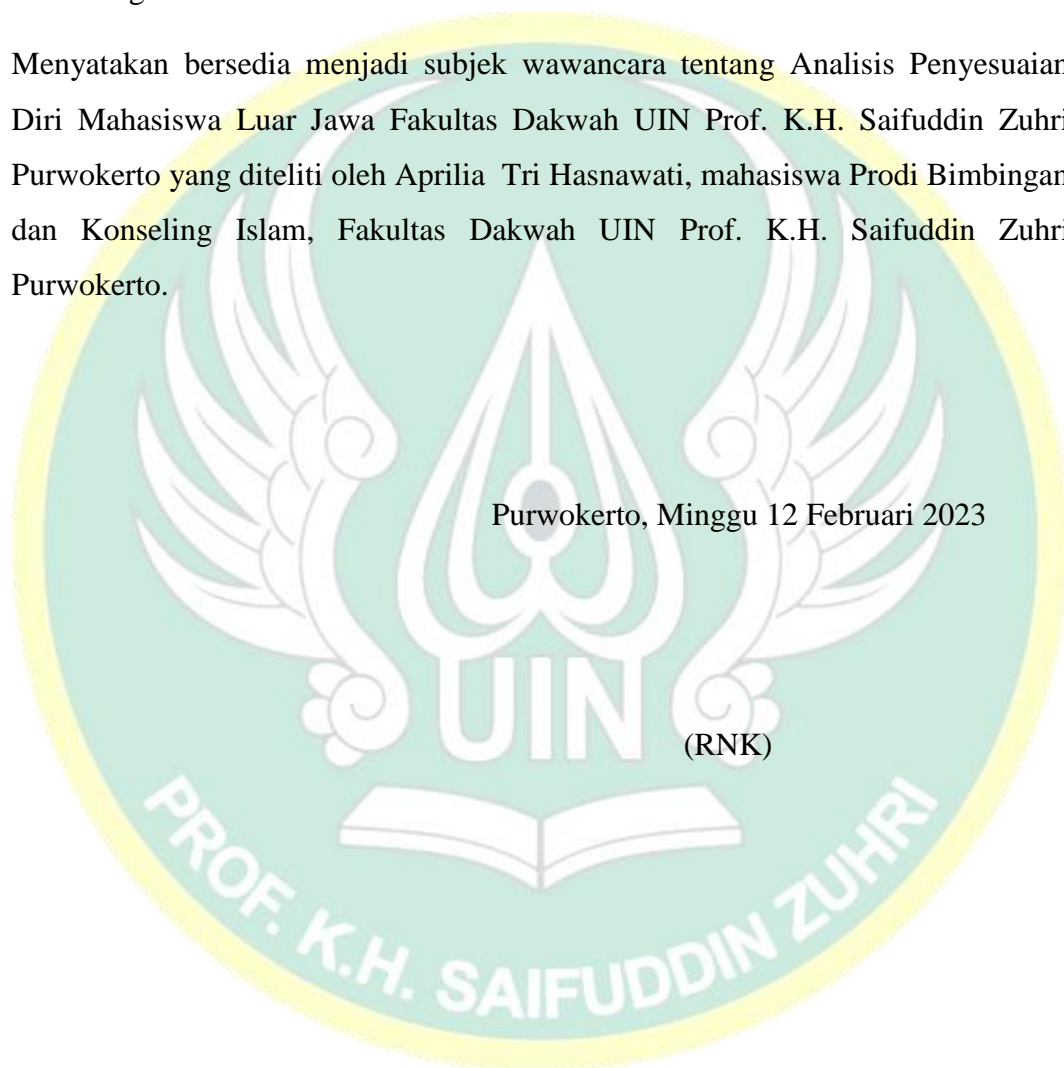 Menyatakan bersedia menjadi subjek wawancara tentang Analisis Penyesuaian
Diri Mahasiswa Luar Jawa Fakultas Dakwah UIN Prof. K.H. Saifuddin Zuhri
Purwokerto yang diteliti oleh Aprilia Tri Hasnawati, mahasiswa Prodi Bimbingan
dan Konseling Islam, Fakultas Dakwah UIN Prof. K.H. Saifuddin Zuhri
Purwokerto.
Purwokerto, Minggu 12 Februari 2023
UIN
(RNK)
PROF. K.H. SAIFUDDIN ZUHRI